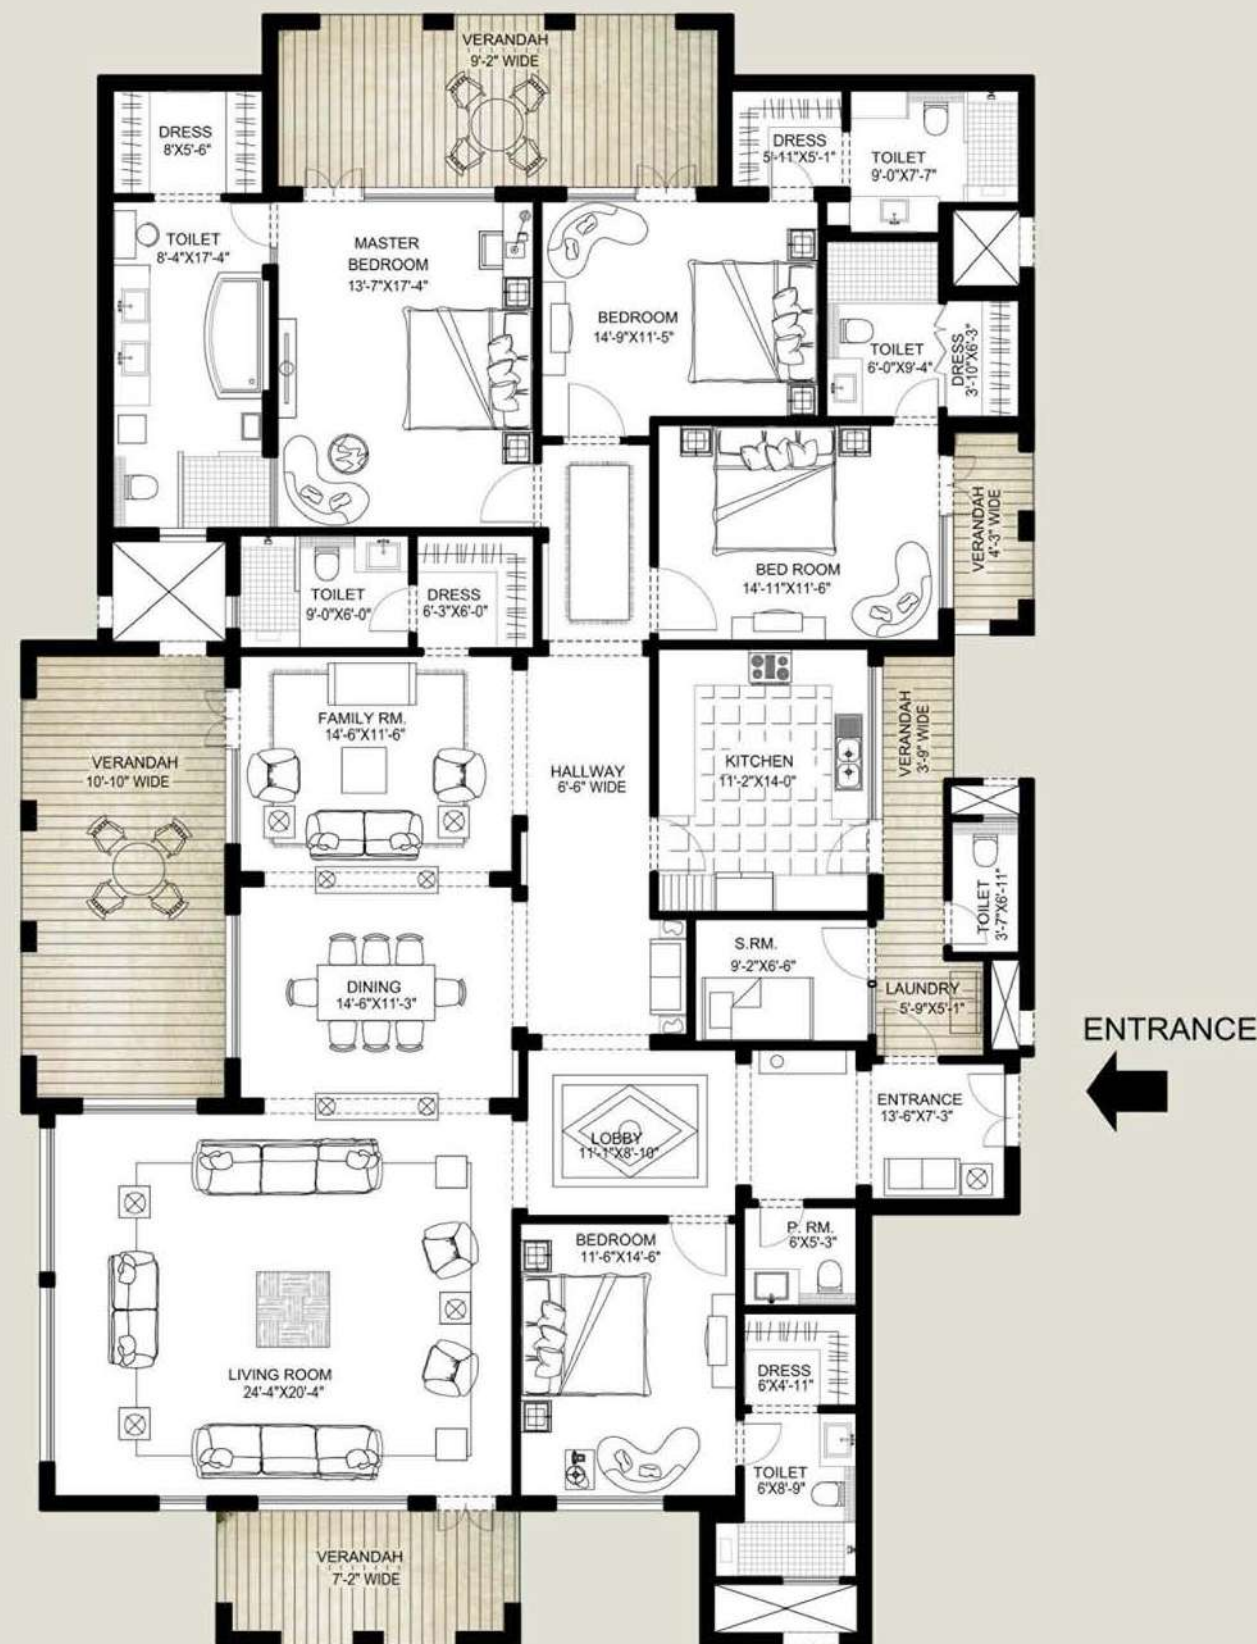 VERANDAH
9'-2" WIDE
DRESS
8'X5'-6"
DRESS
5'-11"X5'-1"
TOILET
9'-0"X7'-7"
TOILET
8'-4"X17'-4"
MASTER
BEDROOM
13'-7"X17'-4"
BEDROOM
14'-9"X11'-5"
TOILET
6'-0"X9'-4"
DRESS
3'-10"X6'-3"
VERANDAH
4'-3" WIDE
BED ROOM
14'-11"X11'-6"
TOILET
9'-0"X6'-0"
DRESS
6'-3"X6'-0"
FAMILY RM.
14'-6"X11'-6"
VERANDAH
10'-10" WIDE
HALLWAY
6'-6" WIDE
KITCHEN
11'-2"X14-0"
VERANDAH
3'-9" WIDE
TOILET
3'-7"X6'-11"
S.RM.
9'-2"X6'-6"
DINING
14'-6"X11'-3"
LAUNDRY
5'-9"X5'-1"
ENTRANCE
ENTRANCE
13'-6"X7'-3"
LOBBY
11'-1"X8'-10"
P. RM.
6'X5'-3"
BEDROOM
11'-6"X14'-6"
LIVING ROOM
24'-4"X20'-4"
DRESS
6'X4'-11"
TOILET
6'X8'-9"
VERANDAH
7'-2" WIDE